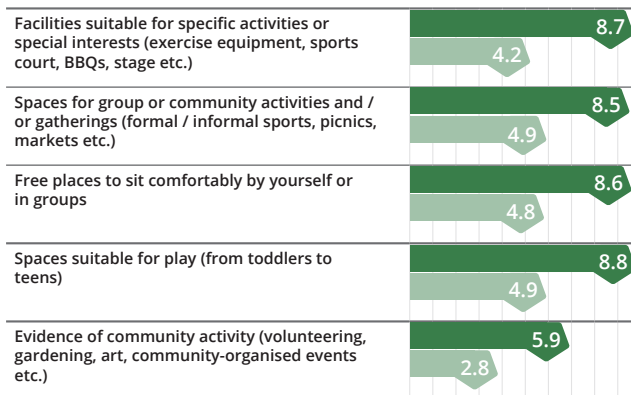 Facilities suitable for specific activities or
special interests (exercise equipment, sports
court, BBQs, stage etc.)
8.7
4.2
Spaces for group or community activities and /
or gatherings (formal / informal sports, picnics,
markets etc.)
8.5
4.9
Free places to sit comfortably by yourself or
in groups
8.6
4.8
Spaces suitable for play (from toddlers to
teens)
8.8
4.9
Evidence of community activity (volunteering,
gardening, art, community-organised events
etc.)
5.9
2.8